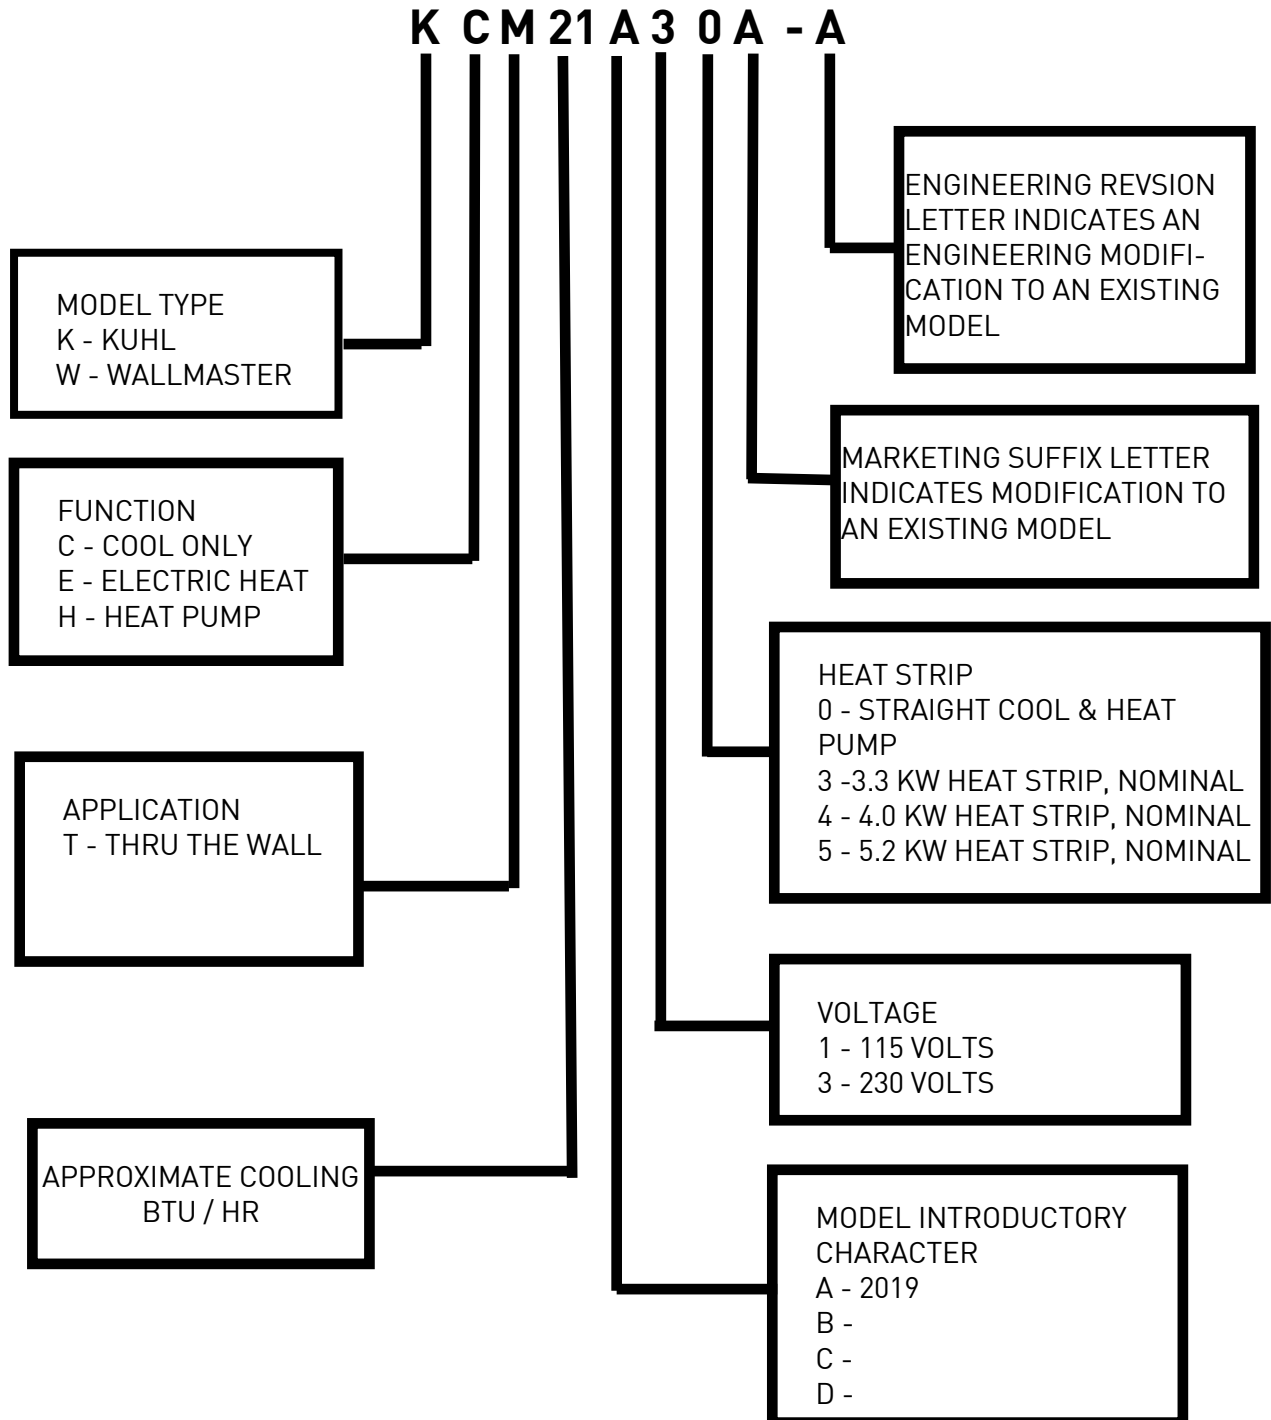 K C M 21 A 3 0 A - A
MODEL TYPE
K - KUHL
W - WALLMASTER
FUNCTION
C - COOL ONLY
E - ELECTRIC HEAT
H - HEAT PUMP
APPLICATION
T - THRU THE WALL
APPROXIMATE COOLING
BTU / HR
ENGINEERING REVSION
LETTER INDICATES AN
ENGINEERING MODIFI-
CATION TO AN EXISTING
MODEL
MARKETING SUFFIX LETTER
INDICATES MODIFICATION TO
AN EXISTING MODEL
HEAT STRIP
0 - STRAIGHT COOL & HEAT
PUMP
3 -3.3 KW HEAT STRIP, NOMINAL
4 - 4.0 KW HEAT STRIP, NOMINAL
5 - 5.2 KW HEAT STRIP, NOMINAL
VOLTAGE
1 - 115 VOLTS
3 - 230 VOLTS
MODEL INTRODUCTORY
CHARACTER
A - 2019
B -
C -
D -